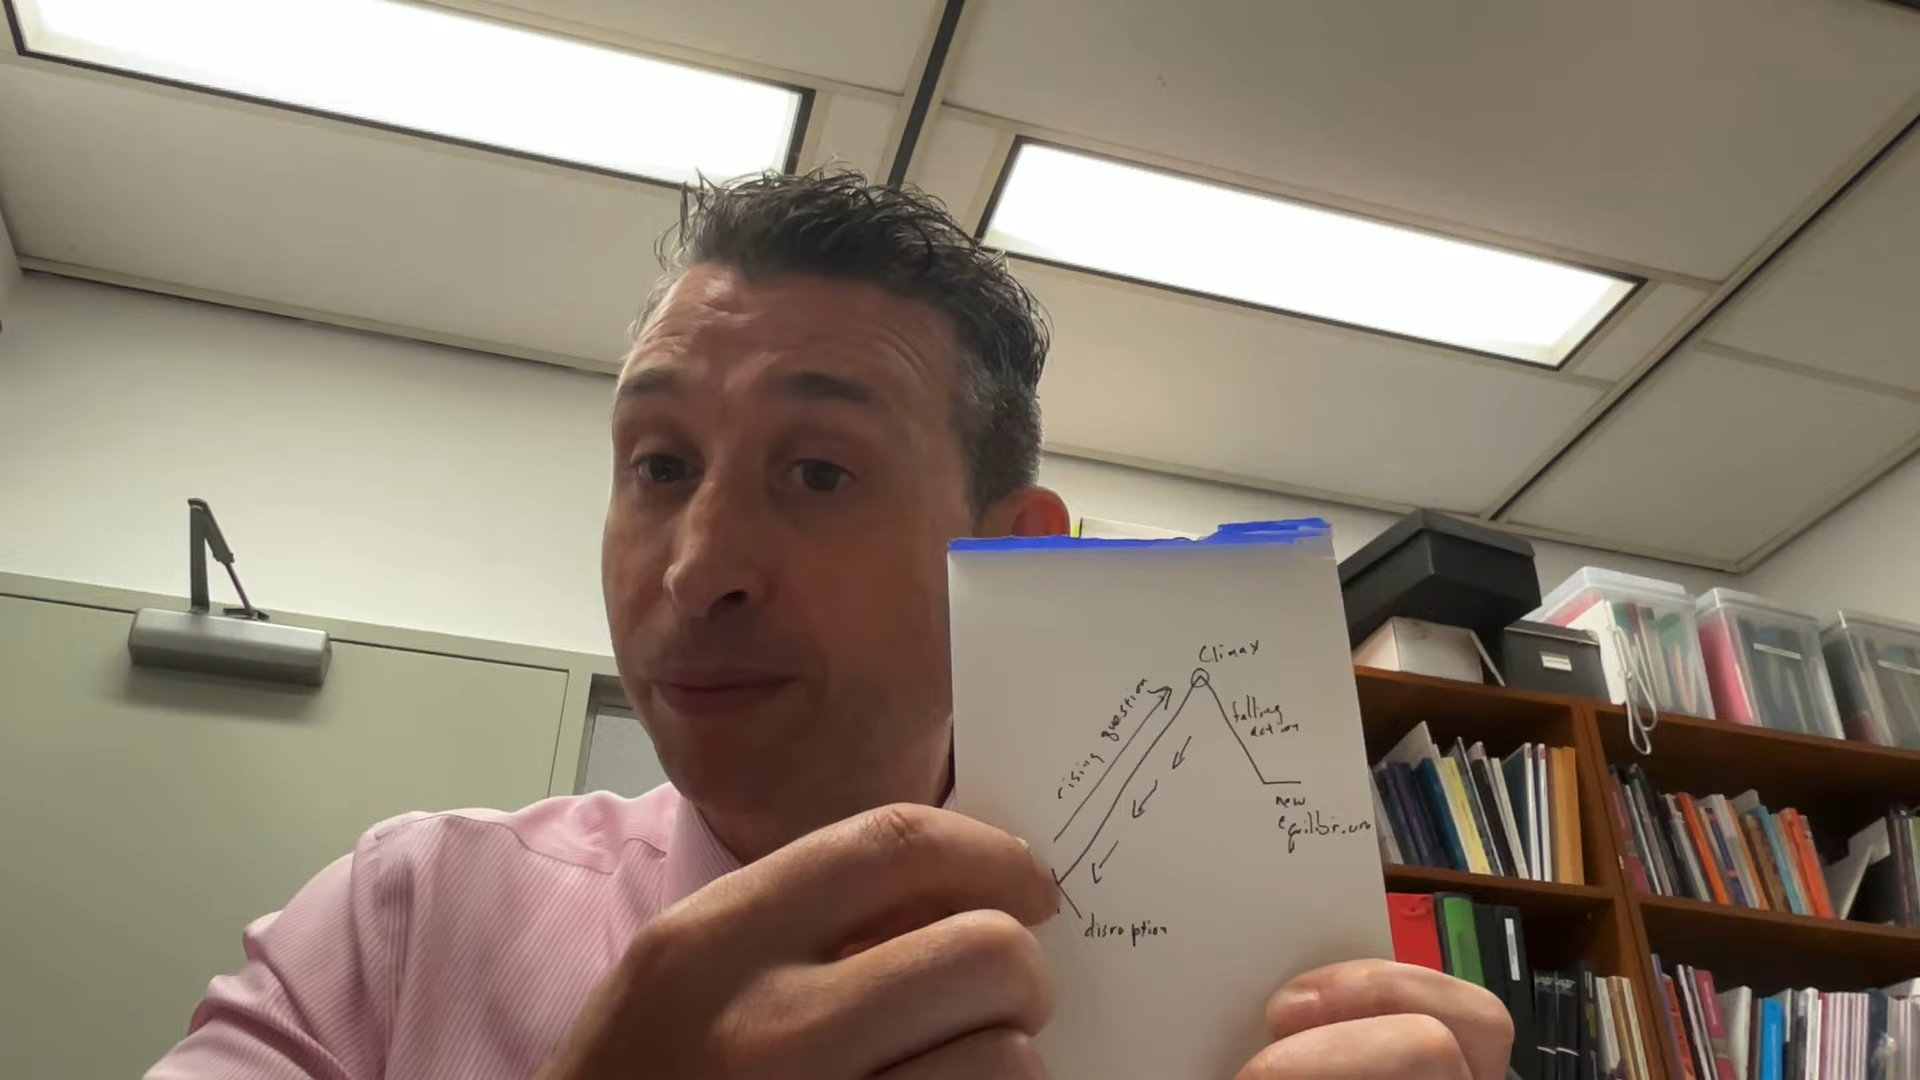 Climax
rising question
falling
action
new
equilibrium
disruption